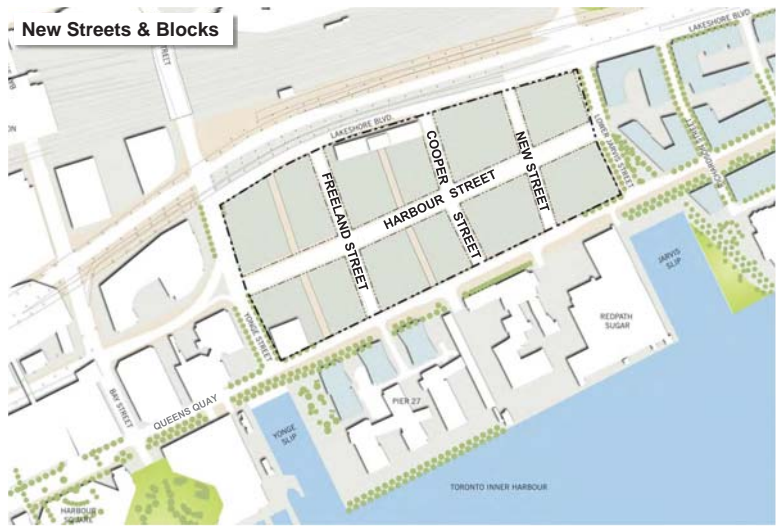 New Streets & Blocks
LAKESHORE BLVD.
STREET
BAY
LAKESHORE BLVD.
COOPER
STREET
NEW STREET
LOWER JARVIS STREET
FREELAND STREET
HARBOUR STREET
JARVIS
SLIP
REDPATH
SUGAR
YONGE STREET
BAY STREET
PIER 27
QUEENS QUAY
YONGE
SLIP
TORONTO INNER HARBOUR
HARBOUR
SQUARE